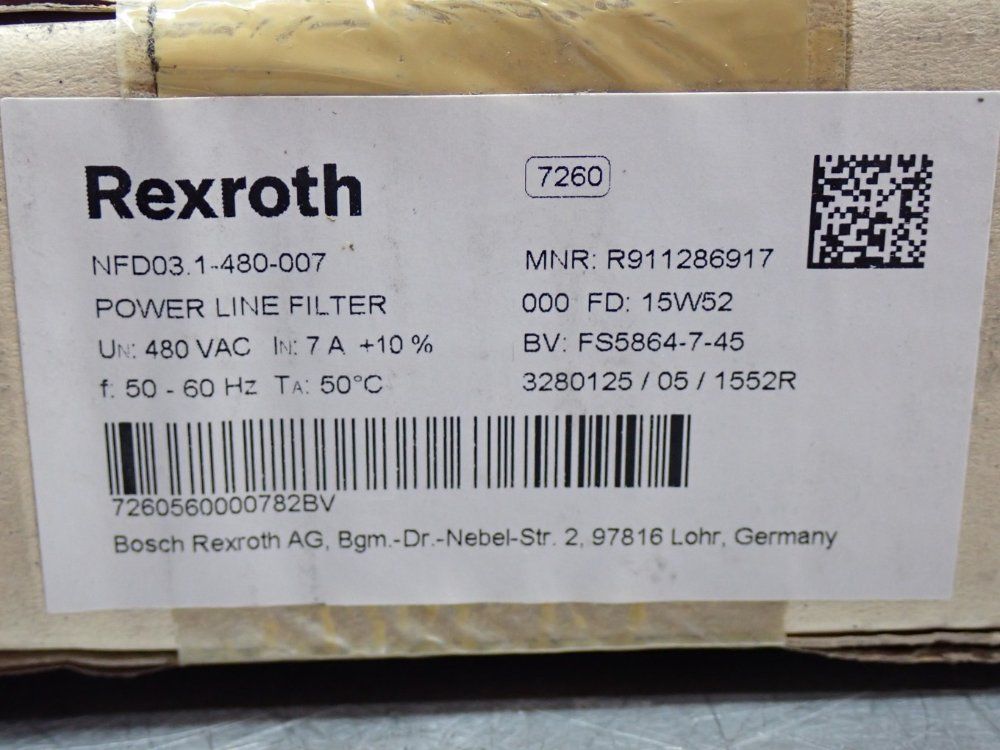 Rexroth
7260
NFD03.1-480-007
MNR: R911286917
POWER LINE FILTER
000 FD: 15W52
UN: 480 VAC IN: 7 A +10 %
BV: FS5864-7-45
f: 50 - 60 Hz TA: 50°C
3280125 / 05 / 1552R
7260560000782BV
Bosch Rexroth AG, Bgm.-Dr.-Nebel-Str. 2, 97816 Lohr, Germany